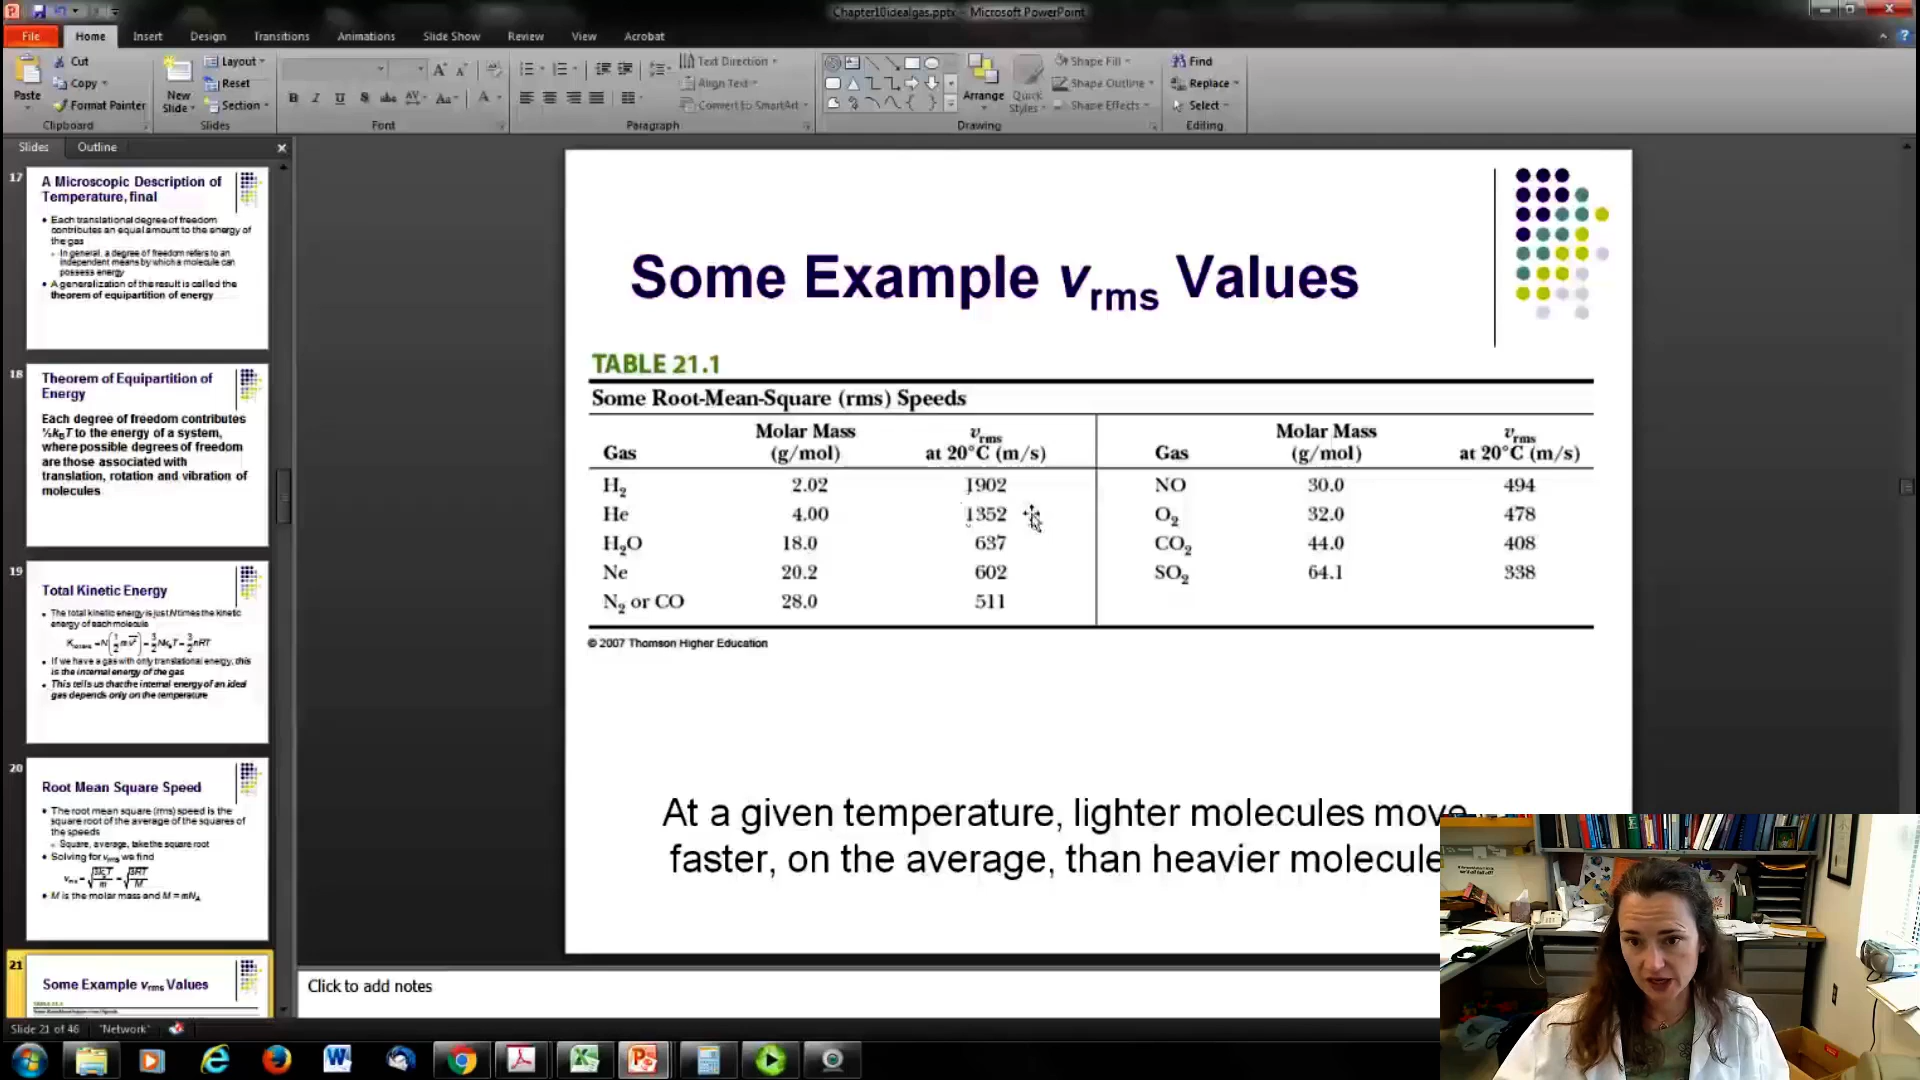 Chapter10idealgas.pptx - Microsoft PowerPoint
File Home Insert Design Transitions Animations Slide Show Review View Acrobat
Paste
Cut
Copy
Format Painter
Clipboard
New Slide
Layout
Reset
Section
Slides
Font
Text Direction
Align Text
Convert to SmartArt
Paragraph
Arrange
Quick Styles
Shape Fill
Shape Outline
Shape Effects
Drawing
Find
Replace
Select
Editing
Slides Outline
17
A Microscopic Description of
Temperature, final
Each translational degree of freedom
contributes an equal amount to the energy of
the gas
In general, a degree of freedom refers to an
independent means by which a molecule can
possess energy
A generalization of the result is called the
theorem of equipartition of energy
18
Theorem of Equipartition of
Energy
Each degree of freedom contributes
½kBT to the energy of a system,
where possible degrees of freedom
are those associated with
translation, rotation and vibration of
molecules
19
Total Kinetic Energy
The total kinetic energy is just N times the kinetic
energy of each molecule
If we have a gas with only translational energy, this
is the internal energy of the gas
This tells us that the internal energy of an ideal
gas depends only on the temperature
20
Root Mean Square Speed
The root mean square (rms) speed is the
square root of the average of the squares of
the speeds
Square, average, take the square root
Solving for vrms we find
M is the molar mass and M = mNA
21
Some Example vrms Values
Some Example vrms Values
TABLE 21.1
Some Root-Mean-Square (rms) Speeds
Gas Molar Mass (g/mol) vrms at 20°C (m/s) Gas Molar Mass (g/mol) vrms at 20°C (m/s)
H2 2.02 1902 NO 30.0 494
He 4.00 1352 O2 32.0 478
H2O 18.0 637 CO2 44.0 408
Ne 20.2 602 SO2 64.1 338
N2 or CO 28.0 511
© 2007 Thomson Higher Education
At a given temperature, lighter molecules move
faster, on the average, than heavier molecule
Click to add notes
Slide 21 of 46 "Network"